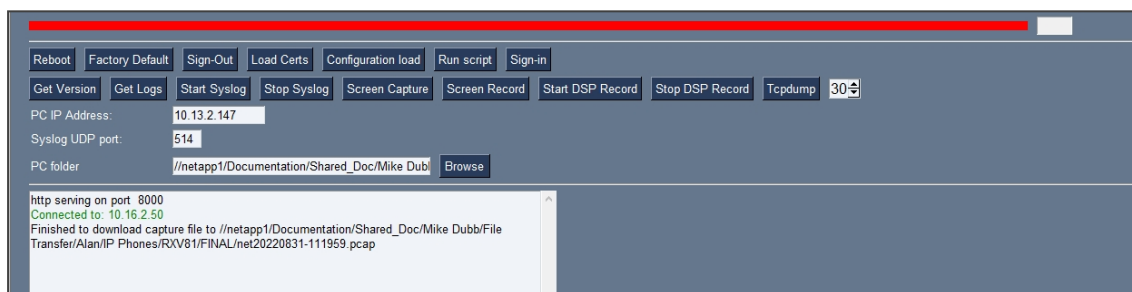 Reboot Factory Default Sign-Out Load Certs Configuration load Run script Sign-in
Get Version Get Logs Start Syslog Stop Syslog Screen Capture Screen Record Start DSP Record Stop DSP Record Tcpdump 30
PC IP Address: 10.13.2.147
Syslog UDP port: 514
PC folder //netapp1/Documentation/Shared_Doc/Mike Dubl Browse
http serving on port 8000
Connected to: 10.16.2.50
Finished to download capture file to //netapp1/Documentation/Shared_Doc/Mike Dubb/File
Transfer/Alan/IP Phones/RXV81/FINAL/net20220831-111959.pcap